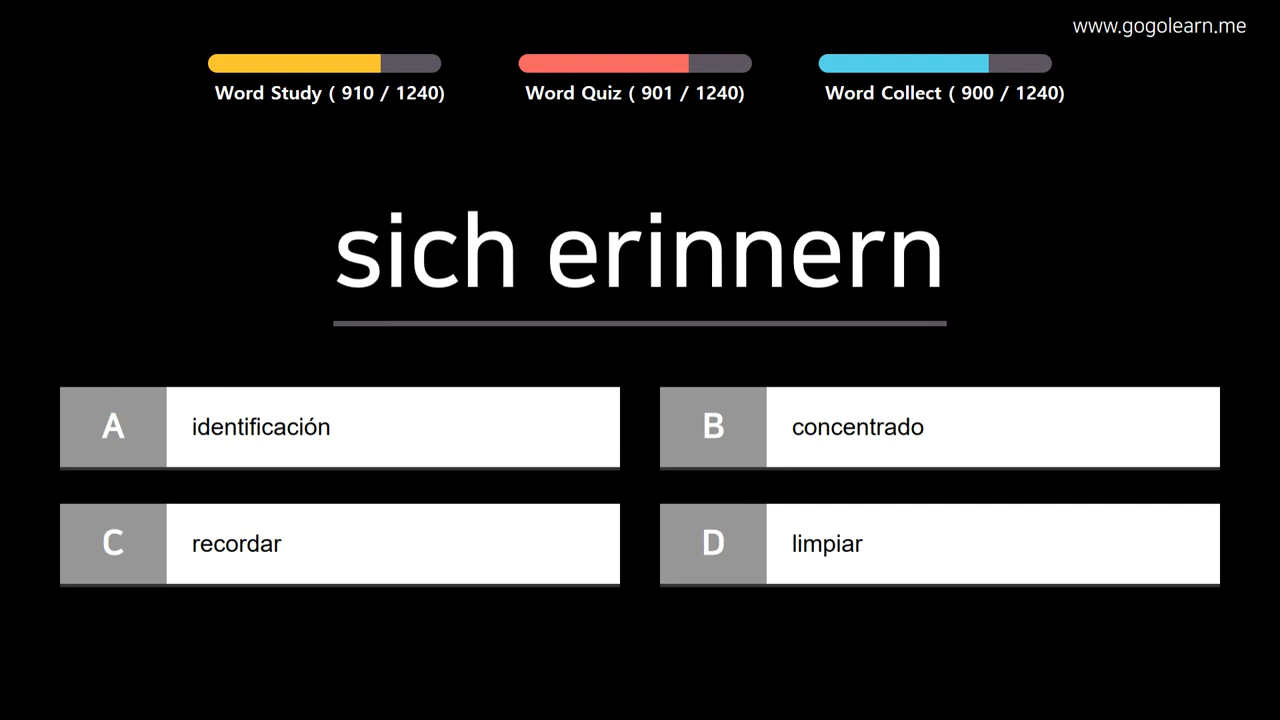 www.gogolearn.me
Word Study ( 910 / 1240)
Word Quiz ( 901 / 1240)
Word Collect ( 900 / 1240)
sich erinnern
A identificación
B concentrado
C recordar
D limpiar